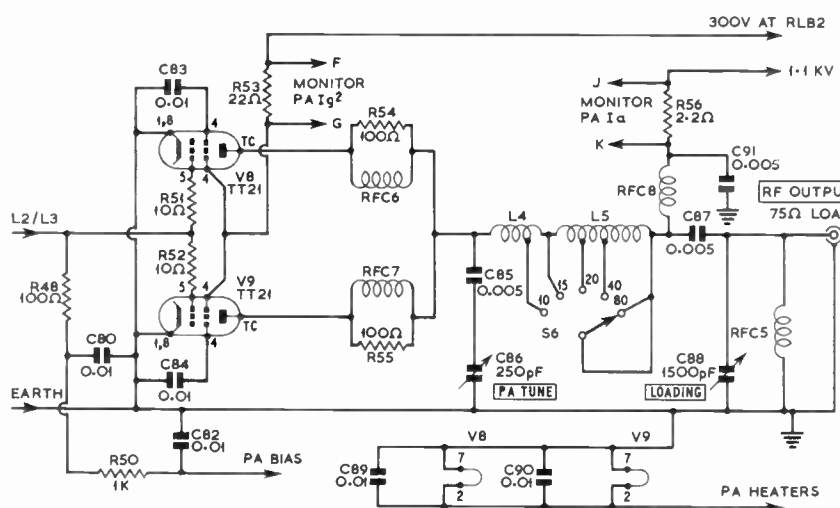 300V AT RLB2
C83
0.01
R53
22Ω
F
MONITOR
PA Ig2
G
J
1·1 KV
MONITOR
PA Ia
R56
2.2Ω
K
R54
100Ω
RFC6
1,8
4
TC
5
4
V8
TT21
R51
10Ω
C91
0.005
RFC8
RF OUTPU
75Ω LOA
L2/L3
L4
L5
C87
0.005
R52
10Ω
V9
TT21
R48
100Ω
RFC7
100Ω
R55
C85
0.005
10
15
20
40
80
S6
5
4
TC
1,8
4
C80
0.01
C84
0.01
C86
250pF
PA TUNE
C88
1500pF
LOADING
RFC5
EARTH
C82
0.01
R50
1K
PA BIAS
V8
V9
C89
0.01
7
2
C90
0.01
7
2
PA HEATERS